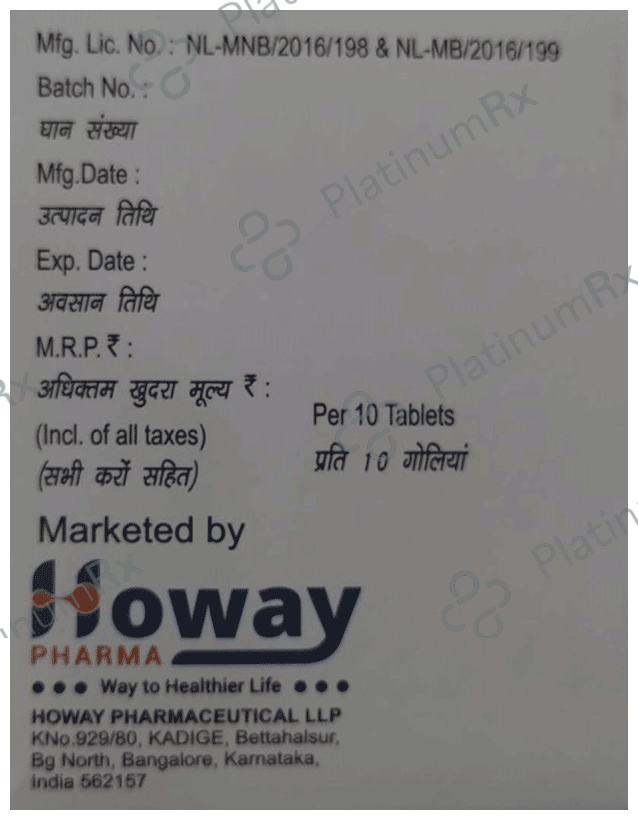 Mfg. Lic. No. : NL-MNB/2016/198 & NL-MB/2016/199
Batch No. :
घान संख्या
Mfg.Date :
उत्पादन तिथि
Exp. Date :
अवसान तिथि
M.R.P. ₹ :
अधिक्तम खुदरा मूल्य ₹ :
(Incl. of all taxes)
(सभी करों सहित)
Per 10 Tablets
प्रति 10 गोलियां
Marketed by
Howay
PHARMA
Way to Healthier Life
HOWAY PHARMACEUTICAL LLP
KNo.929/80, KADIGE, Bettahalsur,
Bg North, Bangalore, Karnataka,
India 562157
PlatinumRx
PlatinumRx